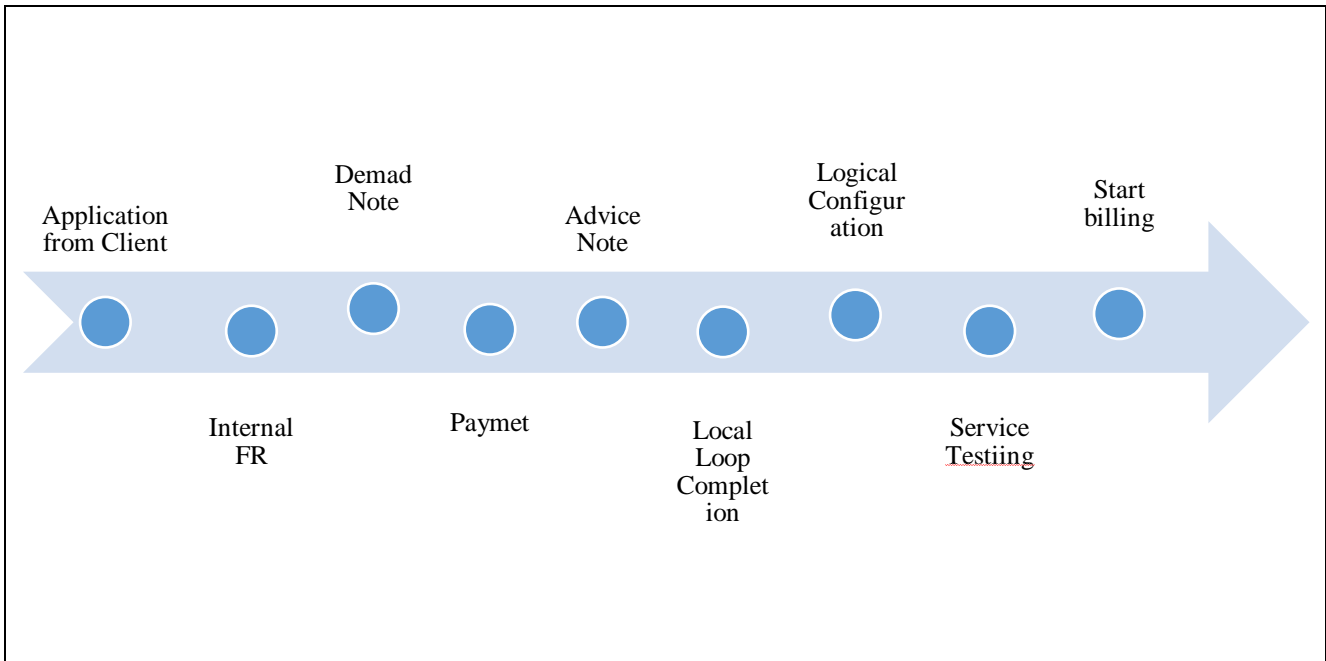 Application
from Client
Internal
FR
Demad
Note
Paymet
Advice
Note
Local
Loop
Complet
ion
Logical
Configur
ation
Service
Testiing
Start
billing